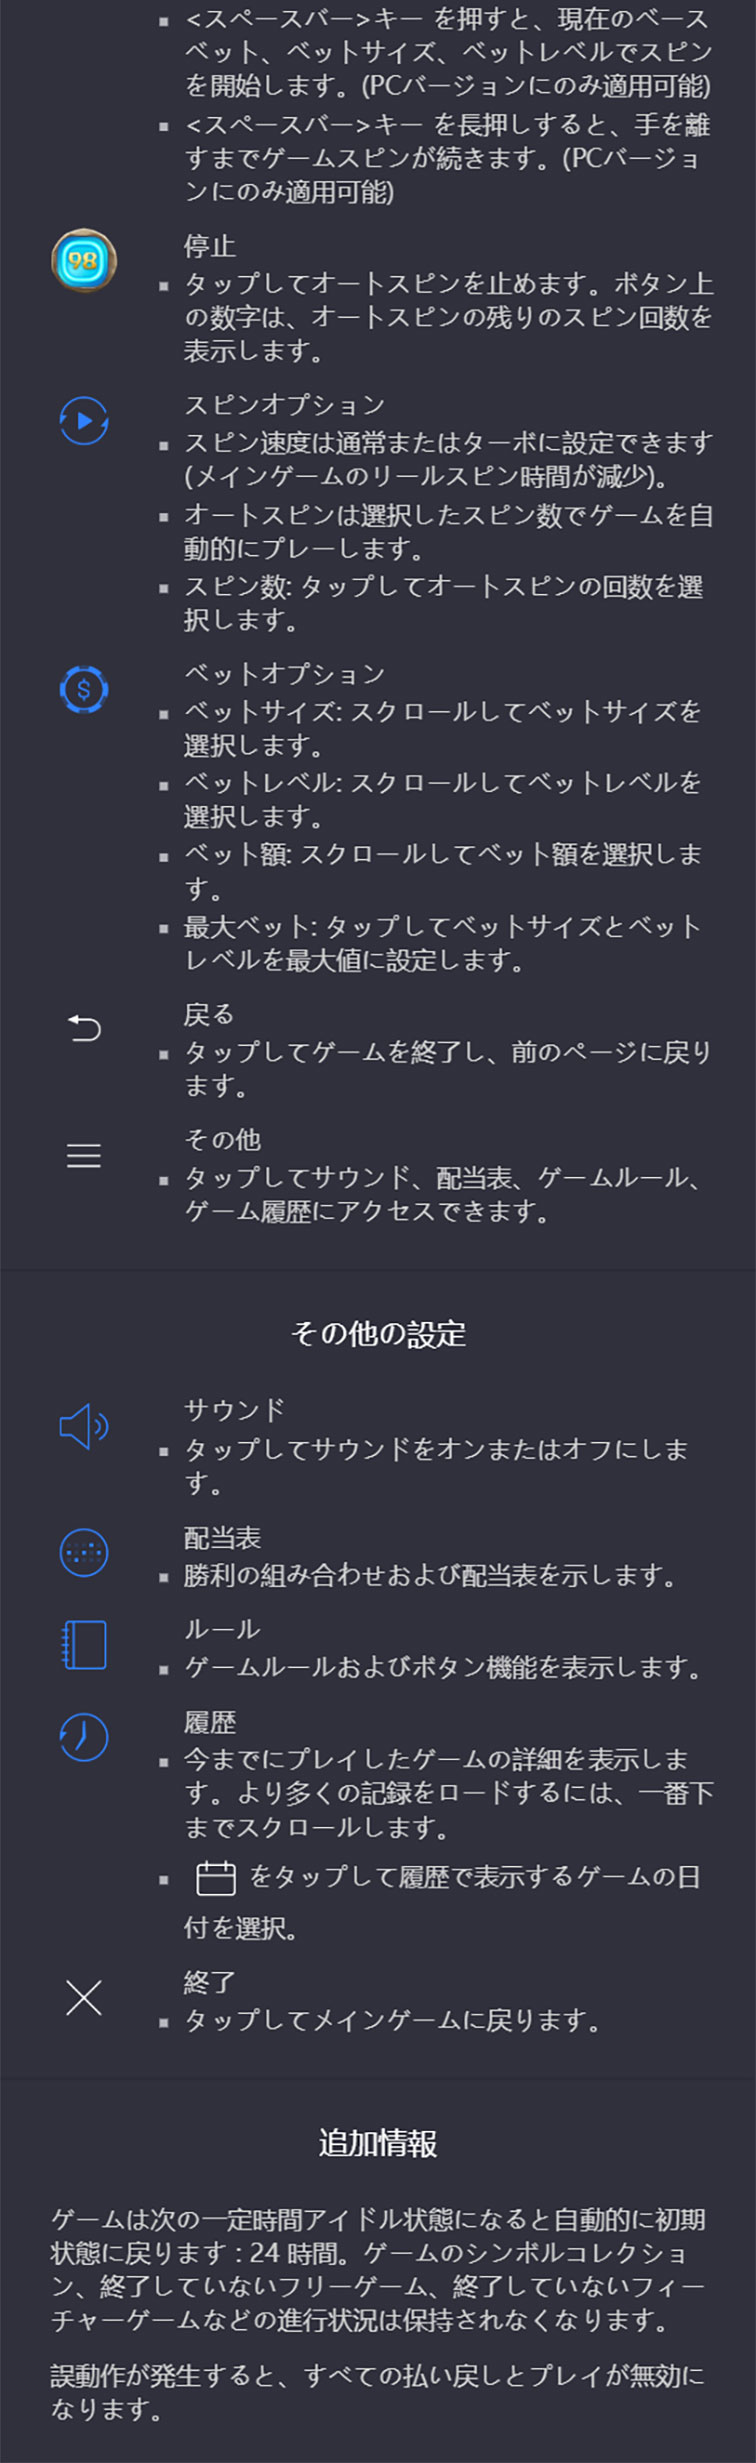 <スペースバー>キー を押すと、現在のベース
ベット、ベットサイズ、ベットレベルでスピン
を開始します。(PCバージョンにのみ適用可能)
<スペースバー>キー を長押しすると、手を離
すまでゲームスピンが続きます。(PCバージョ
ンにのみ適用可能)
98
停止
タップしてオートスピンを止めます。ボタン上
の数字は、オートスピンの残りのスピン回数を
表示します。
スピンオプション
スピン速度は通常またはターボに設定できます
(メインゲームのリールスピン時間が減少)。
オートスピンは選択したスピン数でゲームを自
動的にプレーします。
スピン数: タップしてオートスピンの回数を選
択します。
$
ベットオプション
ベットサイズ: スクロールしてベットサイズを
選択します。
ベットレベル: スクロールしてベットレベルを
選択します。
ベット額: スクロールしてベット額を選択しま
す。
最大ベット: タップしてベットサイズとベット
レベルを最大値に設定します。
戻る
タップしてゲームを終了し、前のページに戻り
ます。
その他
タップしてサウンド、配当表、ゲームルール、
ゲーム履歴にアクセスできます。
その他の設定
サウンド
タップしてサウンドをオンまたはオフにしま
す。
配当表
勝利の組み合わせおよび配当表を示します。
ルール
ゲームルールおよびボタン機能を表示します。
履歴
今までにプレイしたゲームの詳細を表示しま
す。より多くの記録をロードするには、一番下
までスクロールします。
をタップして履歴で表示するゲームの日
付を選択。
終了
タップしてメインゲームに戻ります。
追加情報
ゲームは次の一定時間アイドル状態になると自動的に初期
状態に戻ります : 24 時間。ゲームのシンボルコレクショ
ン、終了していないフリーゲーム、終了していないフィー
チャーゲームなどの進行状況は保持されなくなります。
誤動作が発生すると、すべての払い戻しとプレイが無効に
なります。